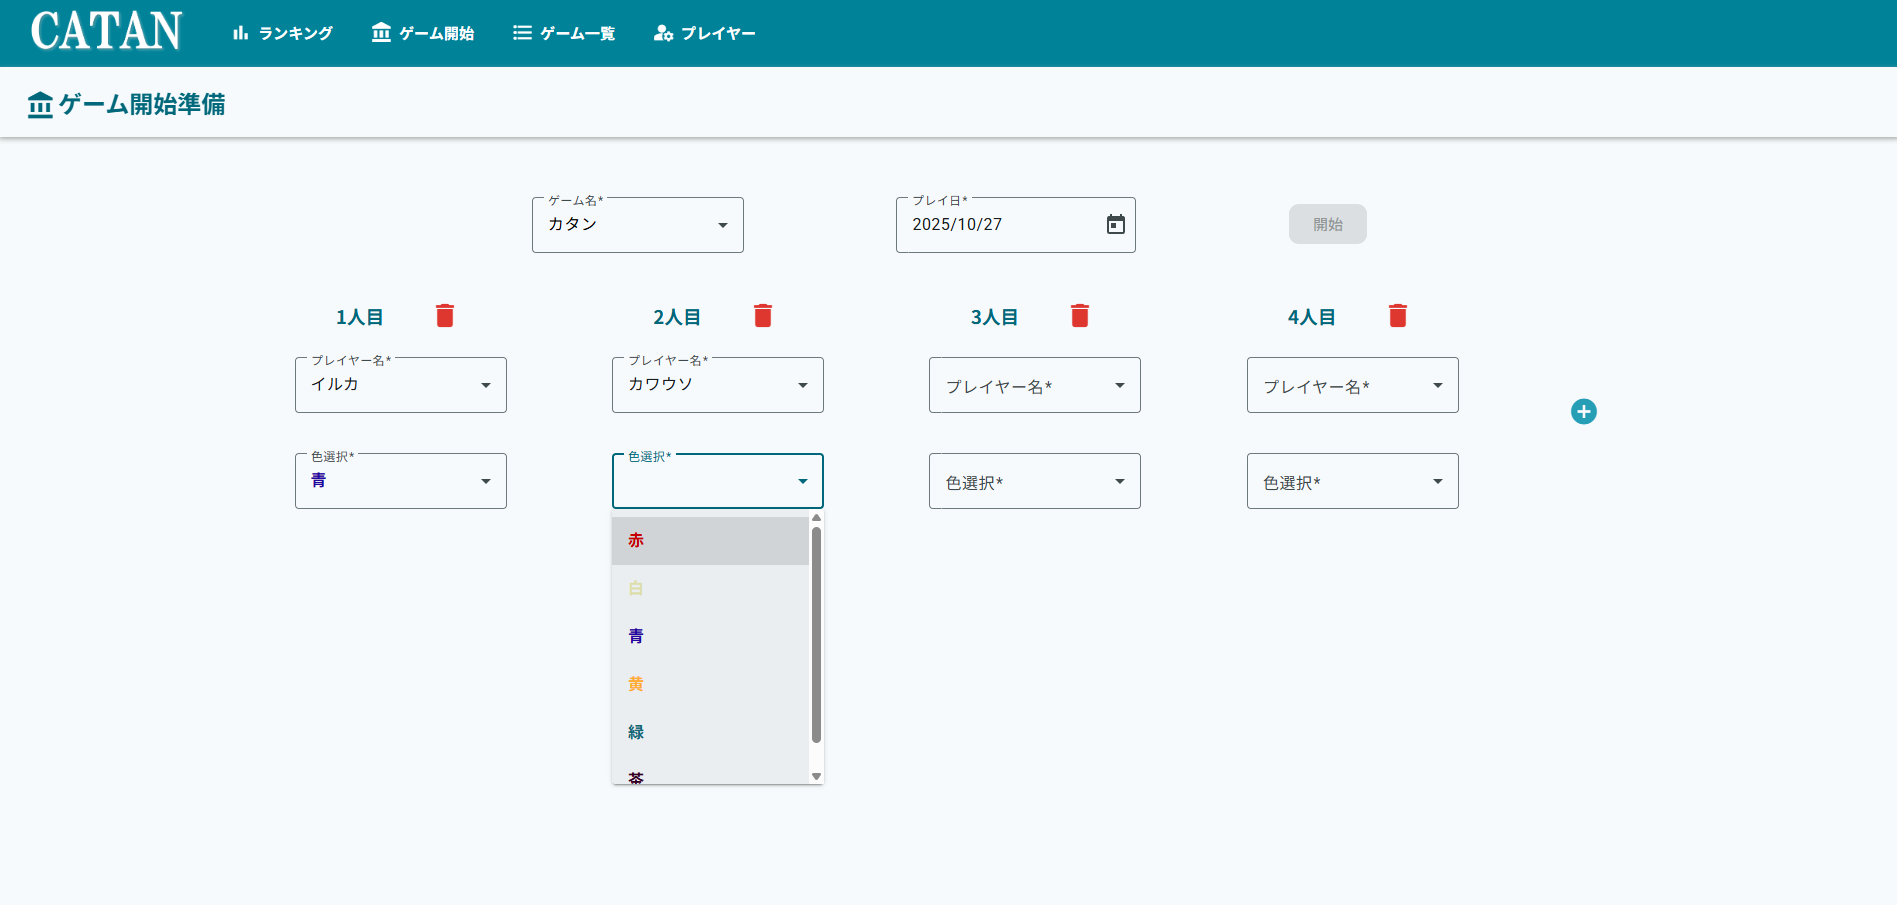 CATAN
ランキング
ゲーム開始
ゲーム一覧
プレイヤー
ゲーム開始準備
ゲーム名*
カタン
プレイ日*
2025/10/27
開始
1人目
2人目
3人目
4人目
プレイヤー名*
イルカ
プレイヤー名*
カワウソ
プレイヤー名*
プレイヤー名*
色選択*
青
色選択*
色選択*
色選択*
赤
白
青
黄
緑
茶